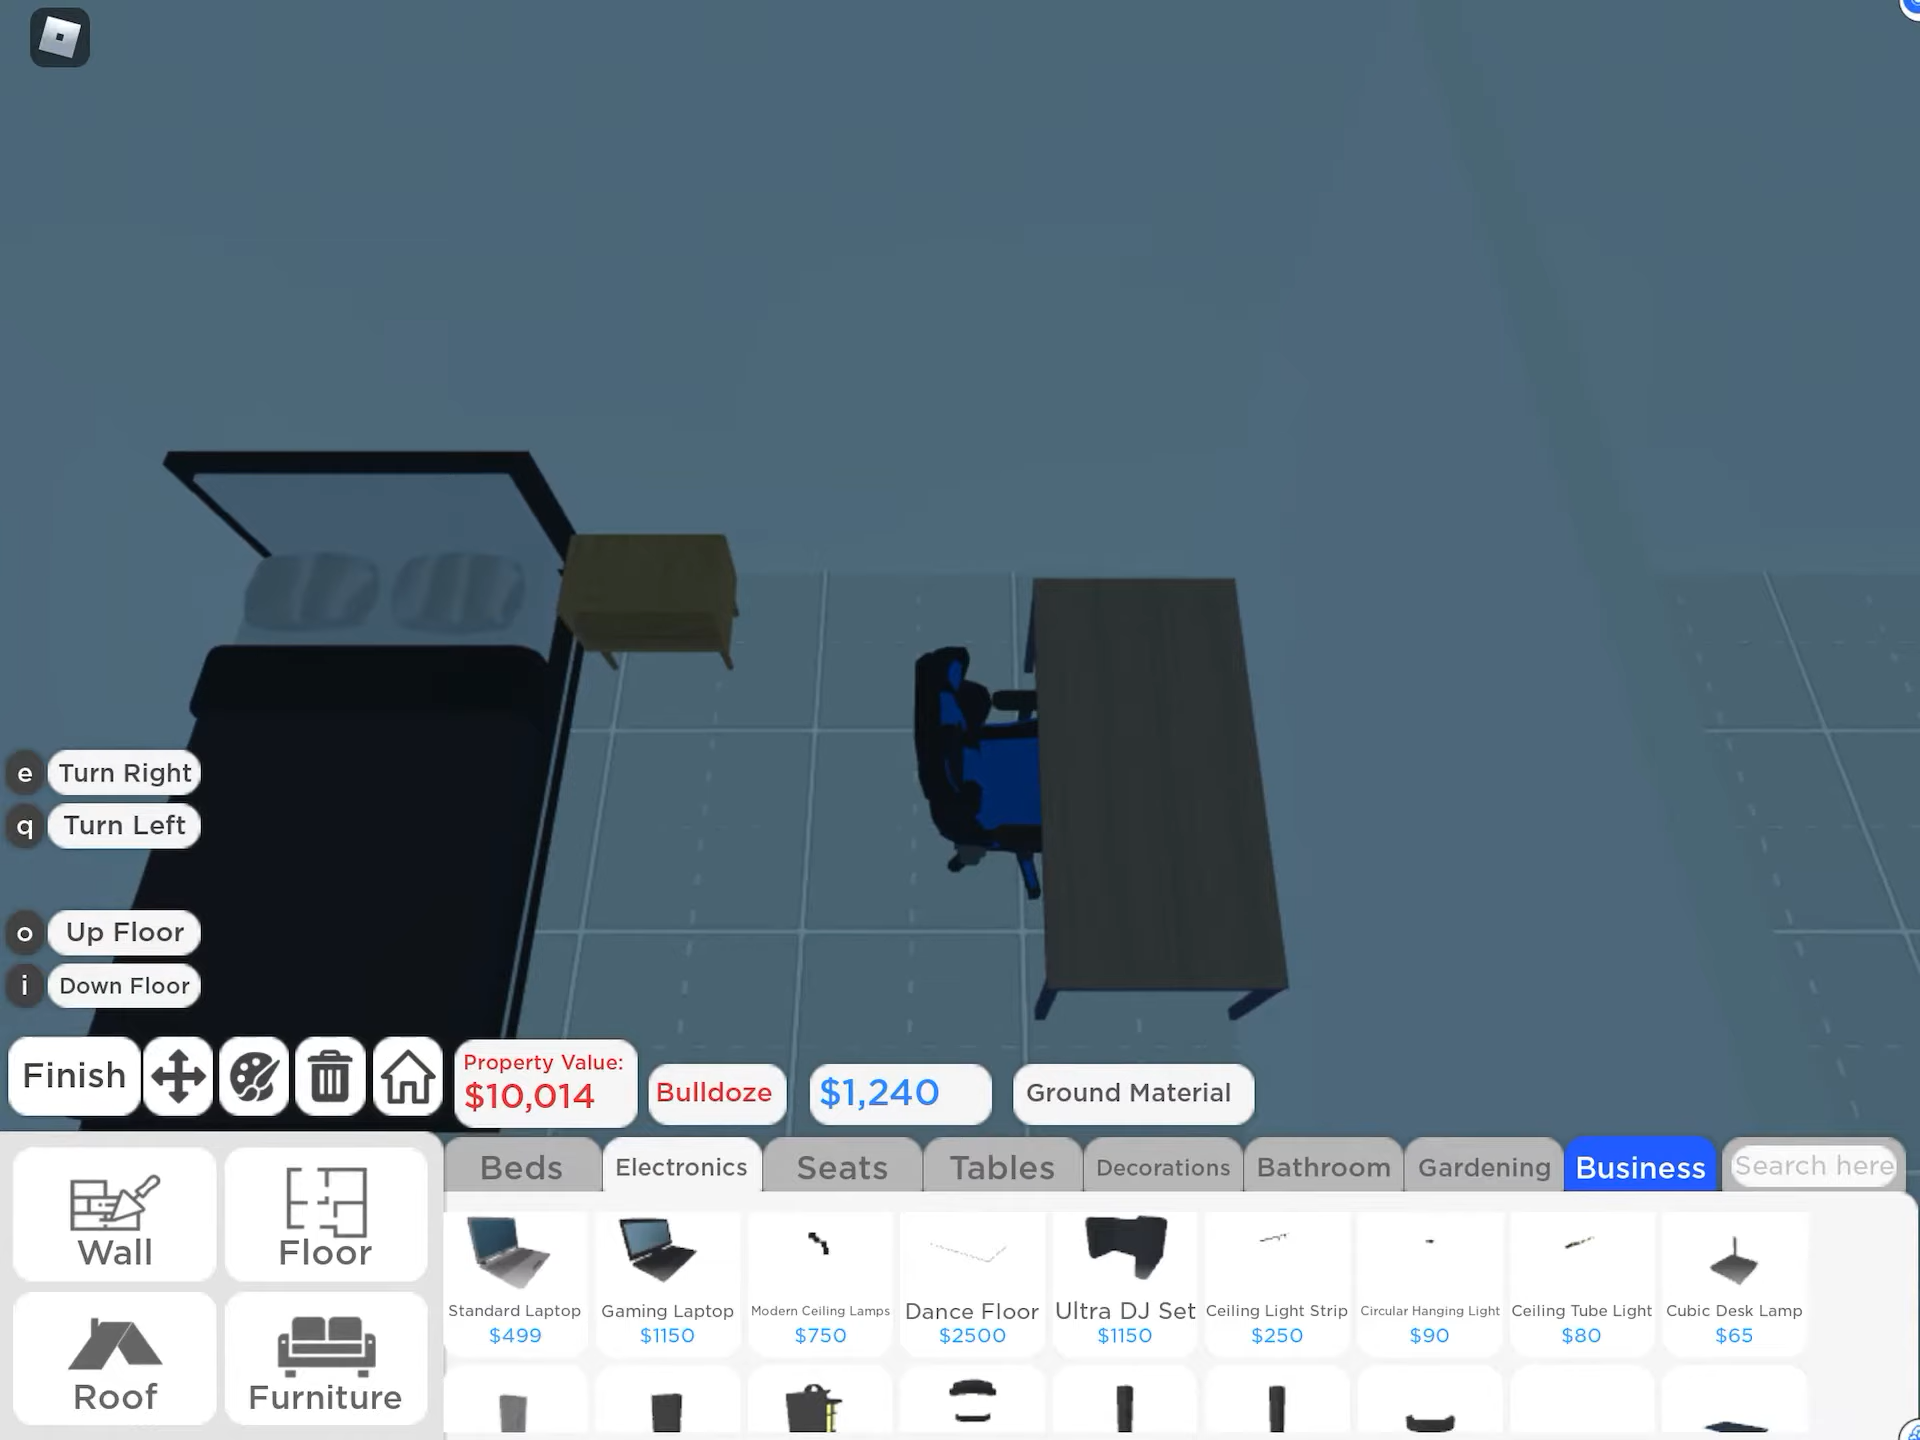 e Turn Right
q Turn Left
o Up Floor
i Down Floor
Finish
Property Value:
$10,014
Bulldoze
$1,240
Ground Material
Wall
Floor
Roof
Furniture
Beds Electronics Seats Tables Decorations Bathroom Gardening Business Search here
Standard Laptop Gaming Laptop Modern Ceiling Lamps Dance Floor Ultra DJ Set Ceiling Light Strip Circular Hanging Light Ceiling Tube Light Cubic Desk Lamp
$499 $1150 $750 $2500 $1150 $250 $90 $80 $65